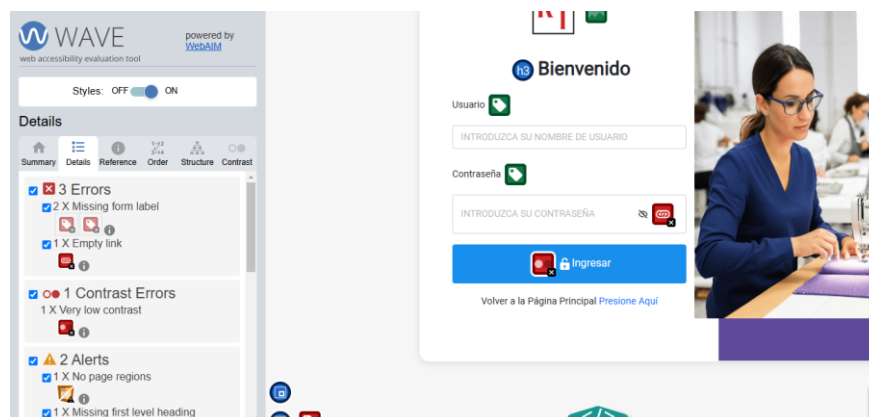 WAVE
web accessibility evaluation tool
powered by
WebAIM
Styles: OFF ON
Details
Summary Details Reference Order Structure Contrast
3 Errors
2 X Missing form label
1 X Empty link
1 Contrast Errors
1 X Very low contrast
2 Alerts
1 X No page regions
1 X Missing first level heading
h3 Bienvenido
Usuario
INTRODUZCA SU NOMBRE DE USUARIO
Contraseña
INTRODUZCA SU CONTRASEÑA
Ingresar
Volver a la Página Principal Presione Aquí